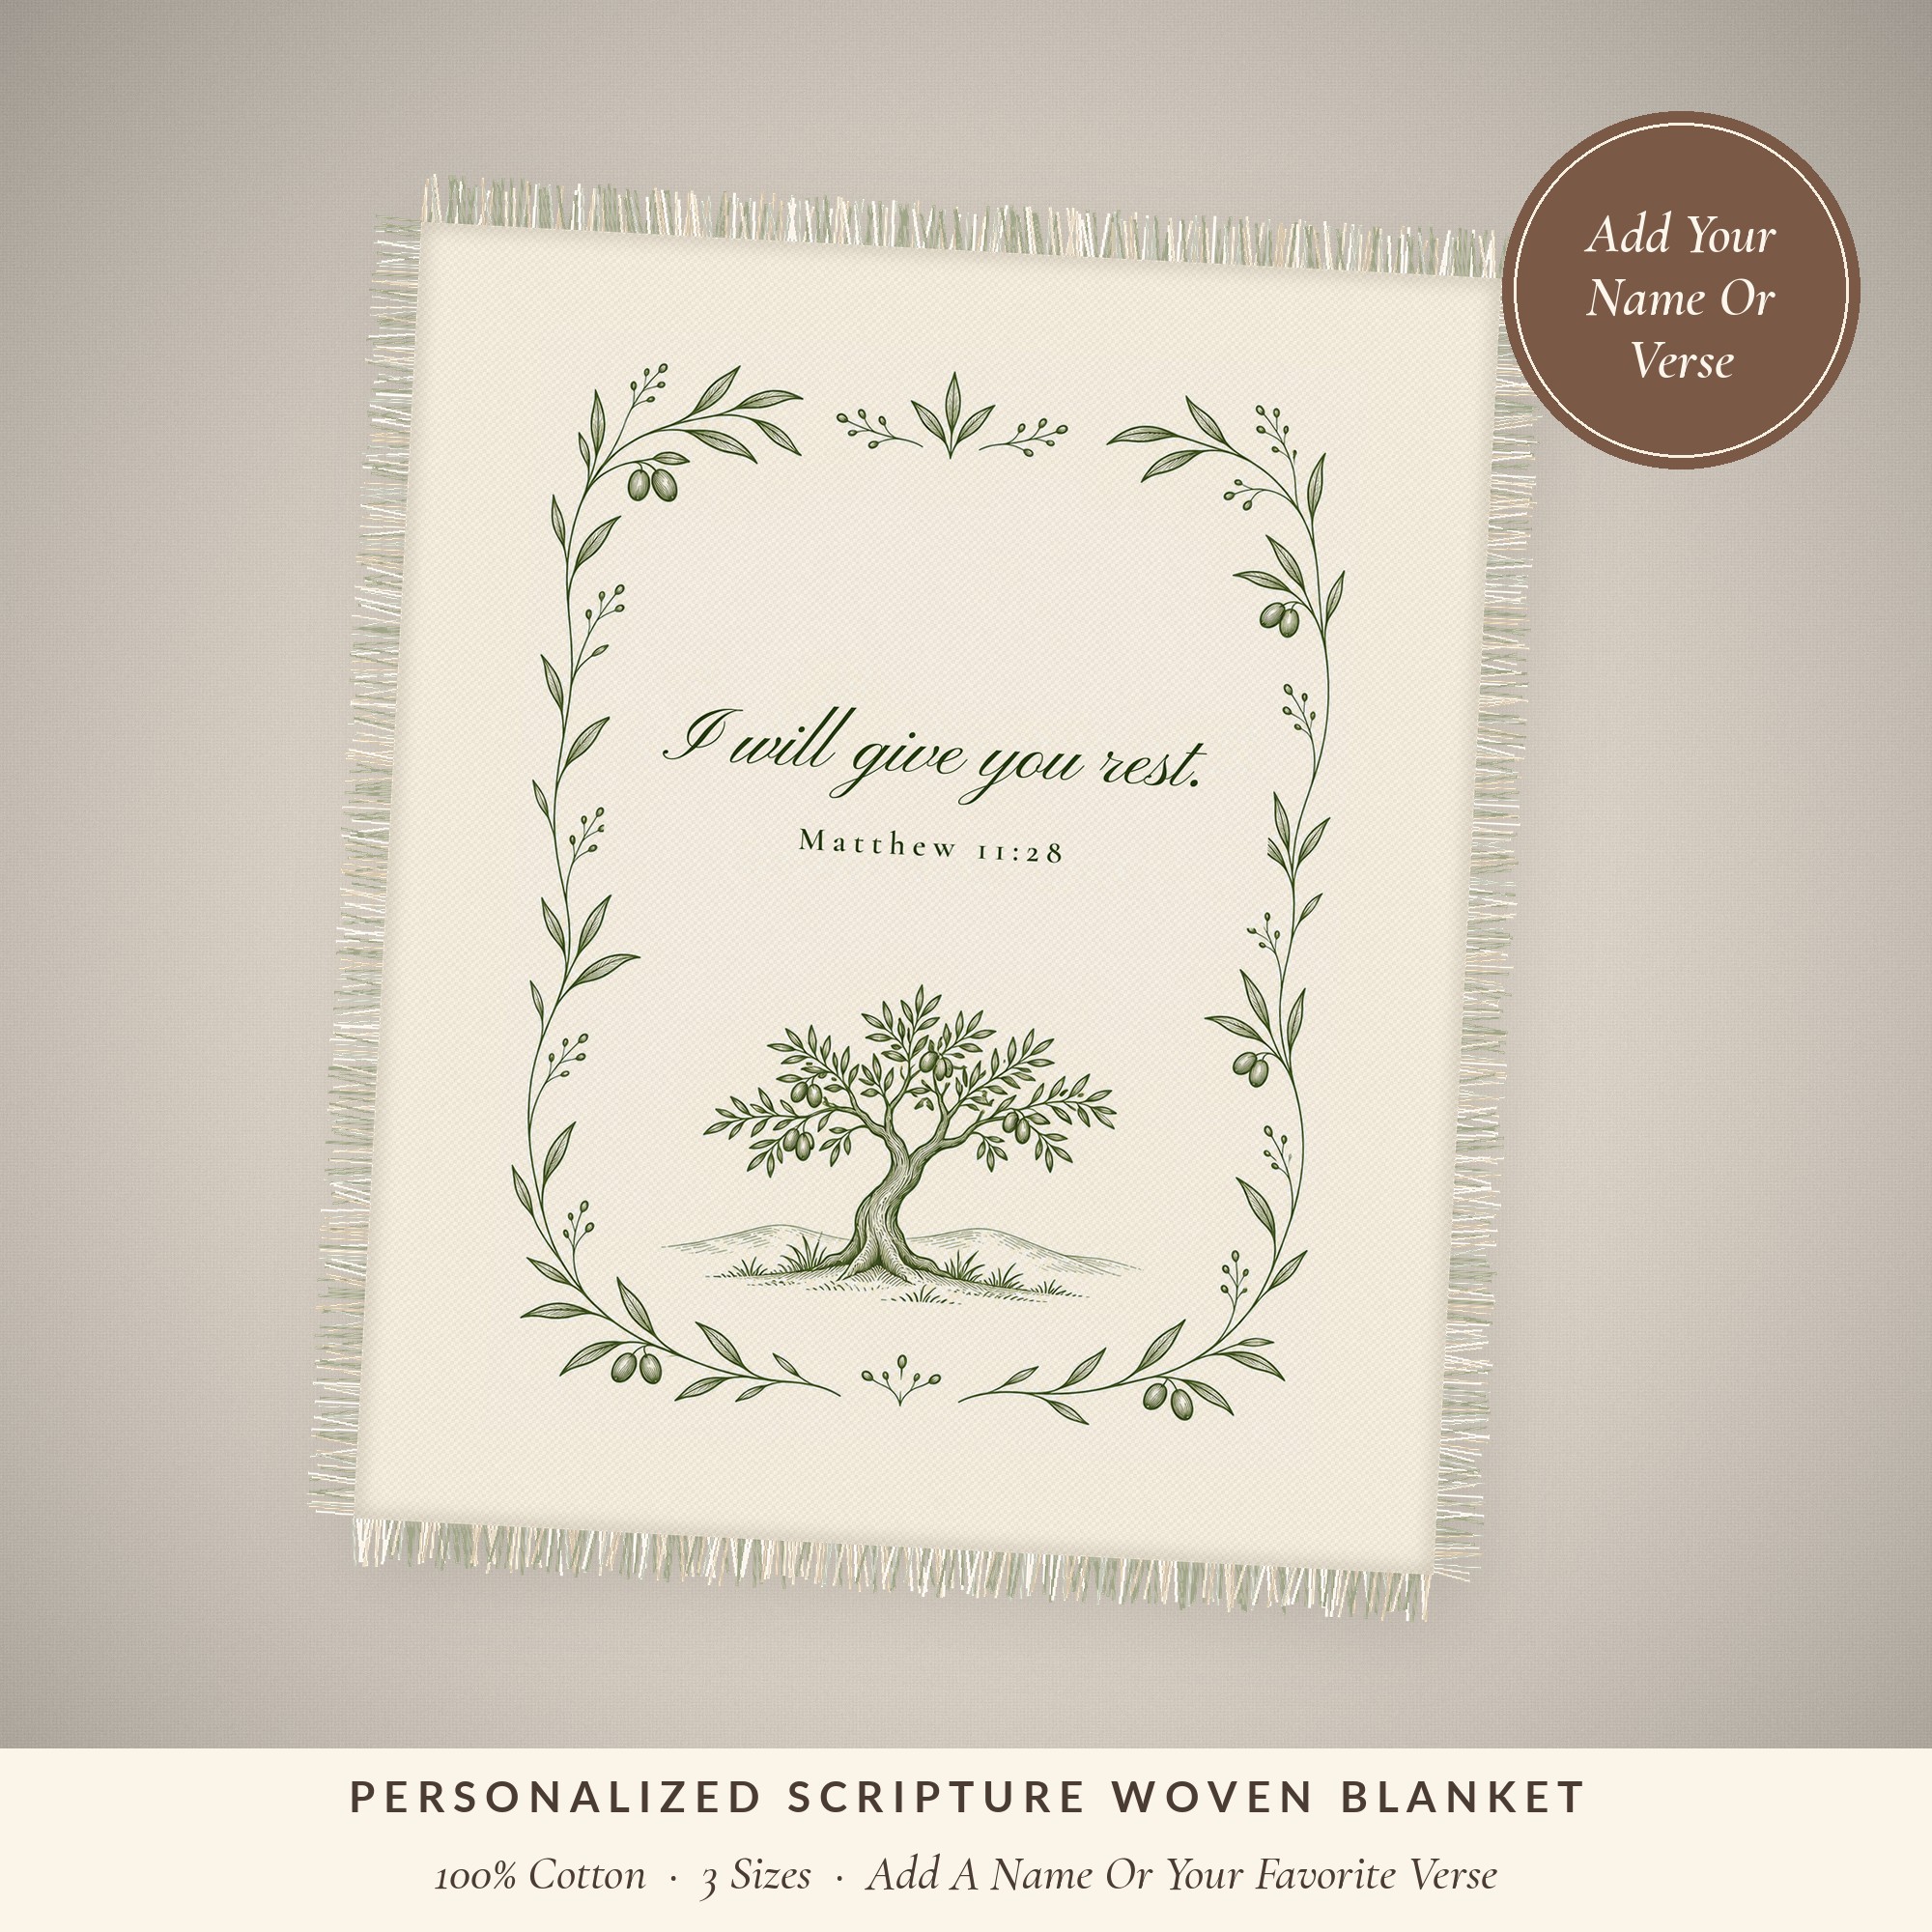 Add Your
Name Or
Verse
I will give you rest.
Matthew 11:28
PERSONALIZED SCRIPTURE WOVEN BLANKET
100% Cotton · 3 Sizes · Add A Name Or Your Favorite Verse